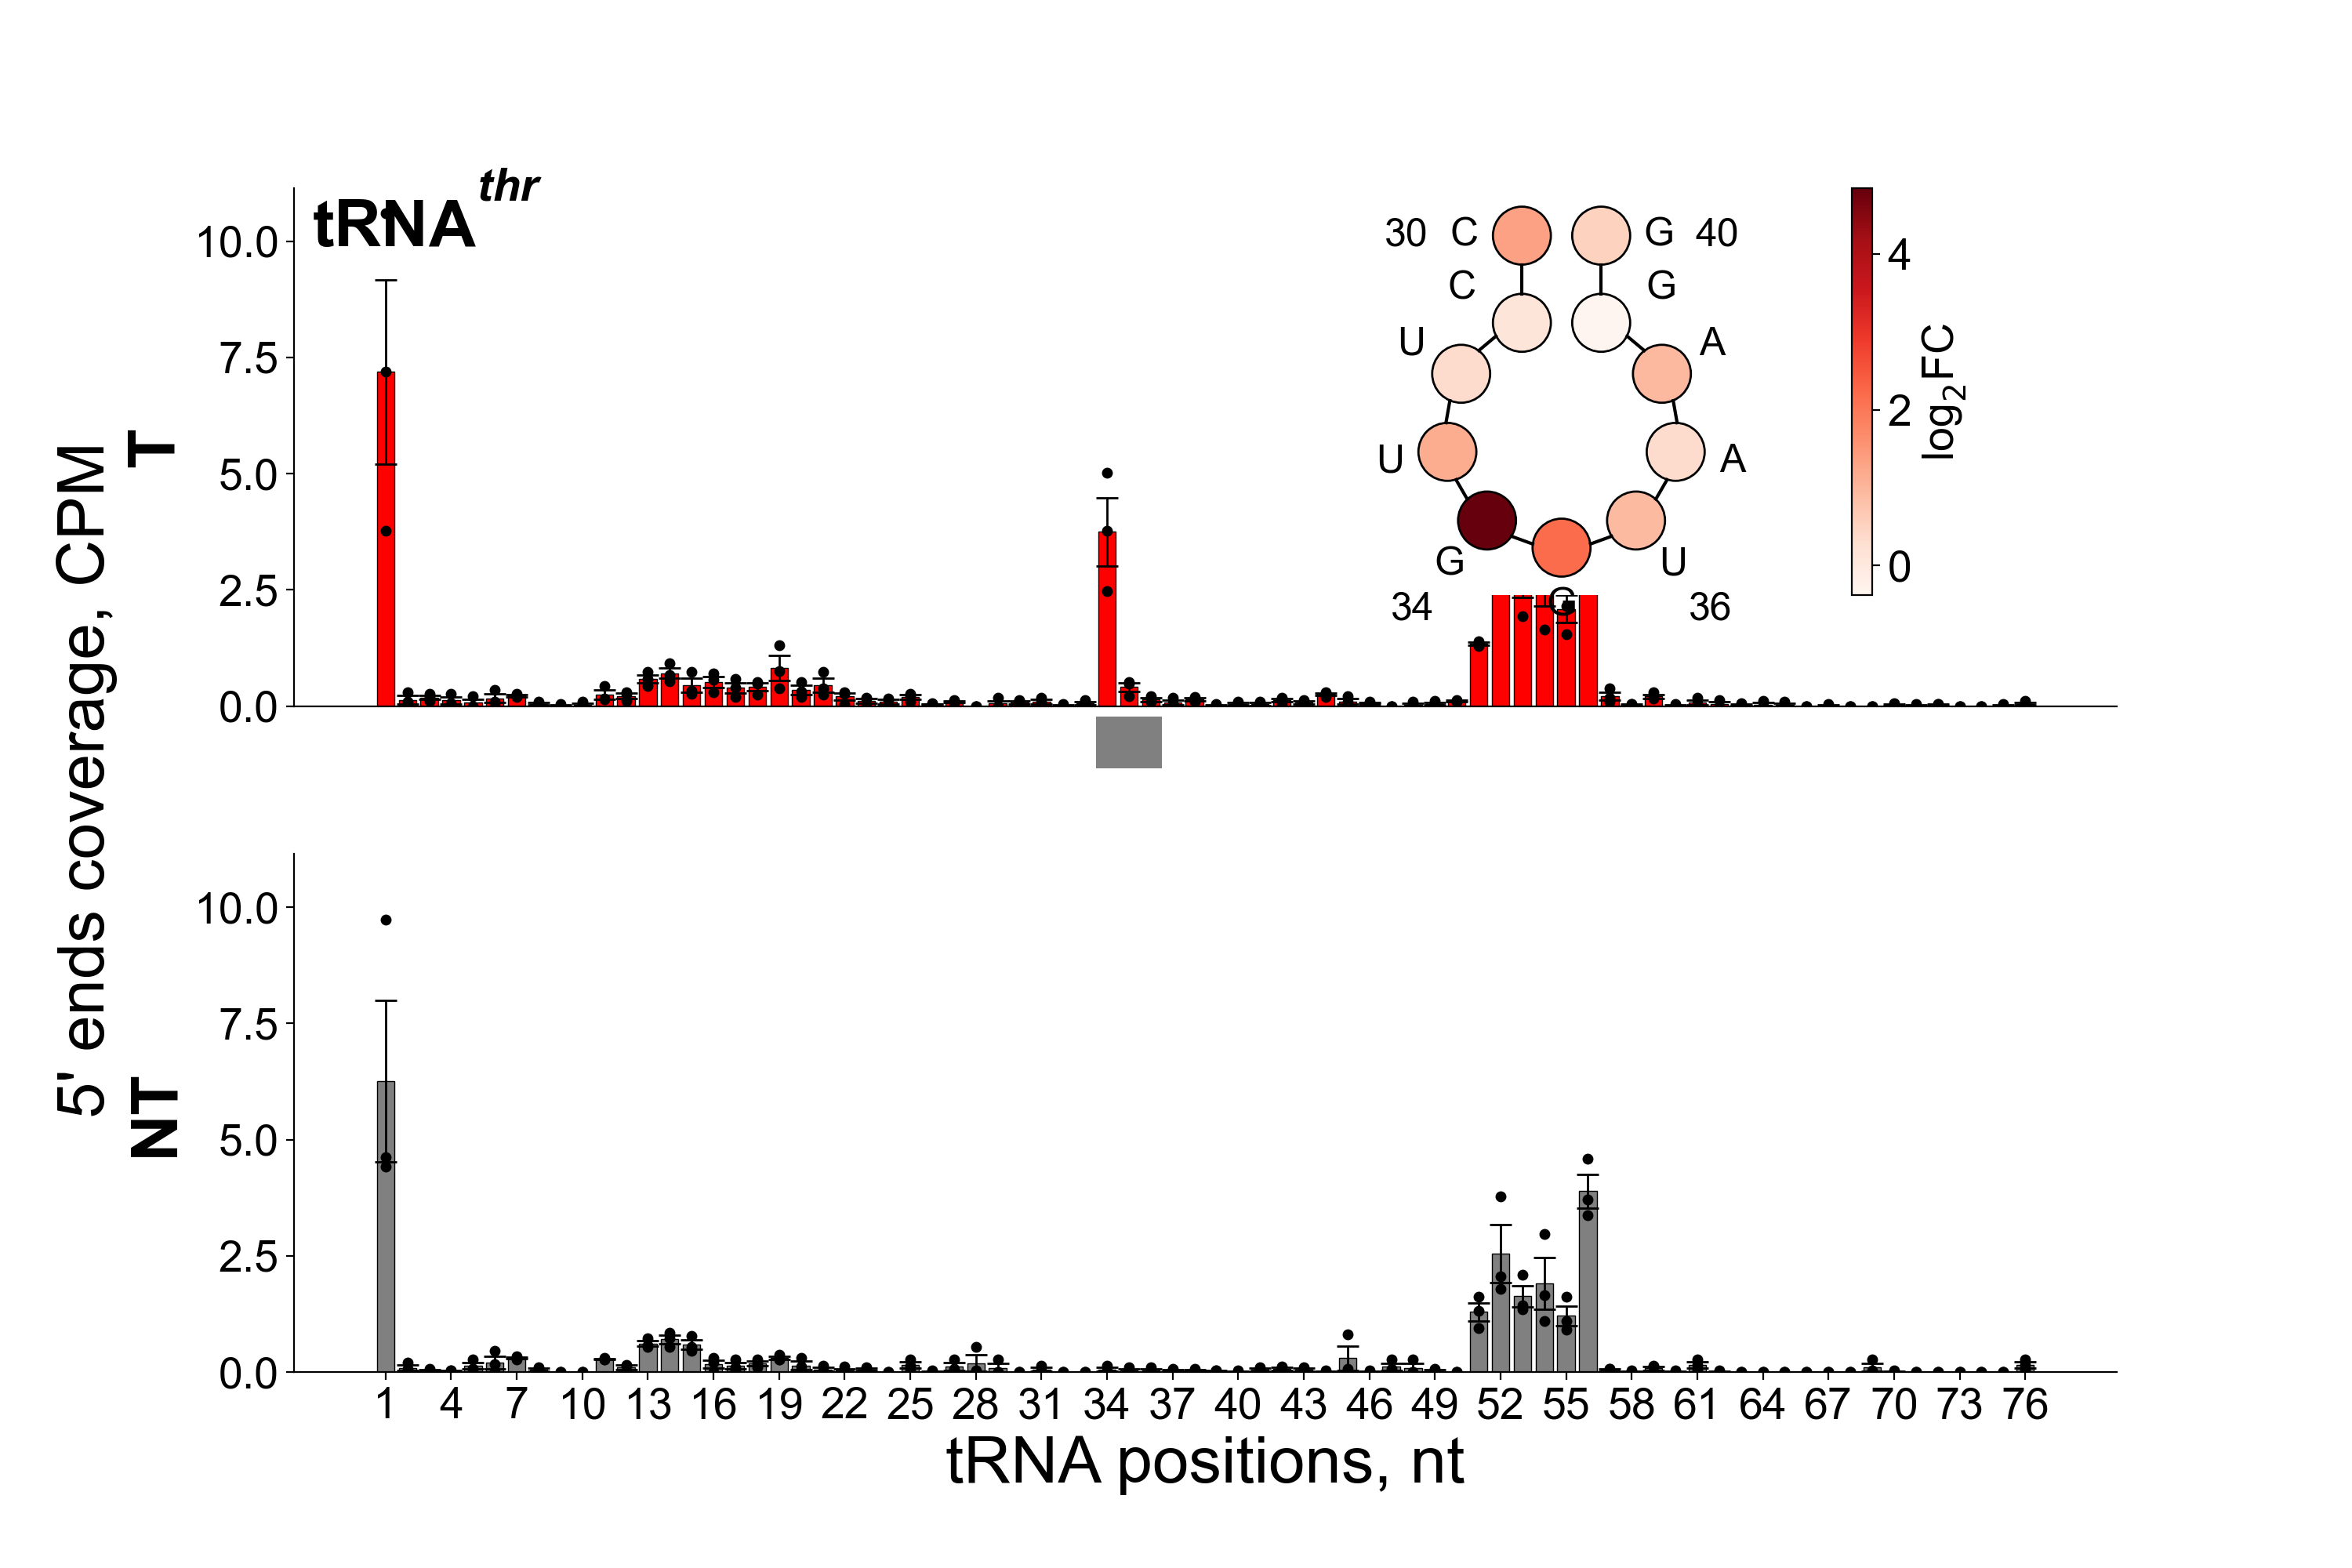 tRNA thr
5' ends coverage, CPM
T
10.0
7.5
5.0
2.5
0.0
30 C G 40
C G
U A
U A
G U
34 G 36
4
2
0
log2FC
NT
10.0
7.5
5.0
2.5
0.0
1 4 7 10 13 16 19 22 25 28 31 34 37 40 43 46 49 52 55 58 61 64 67 70 73 76
tRNA positions, nt